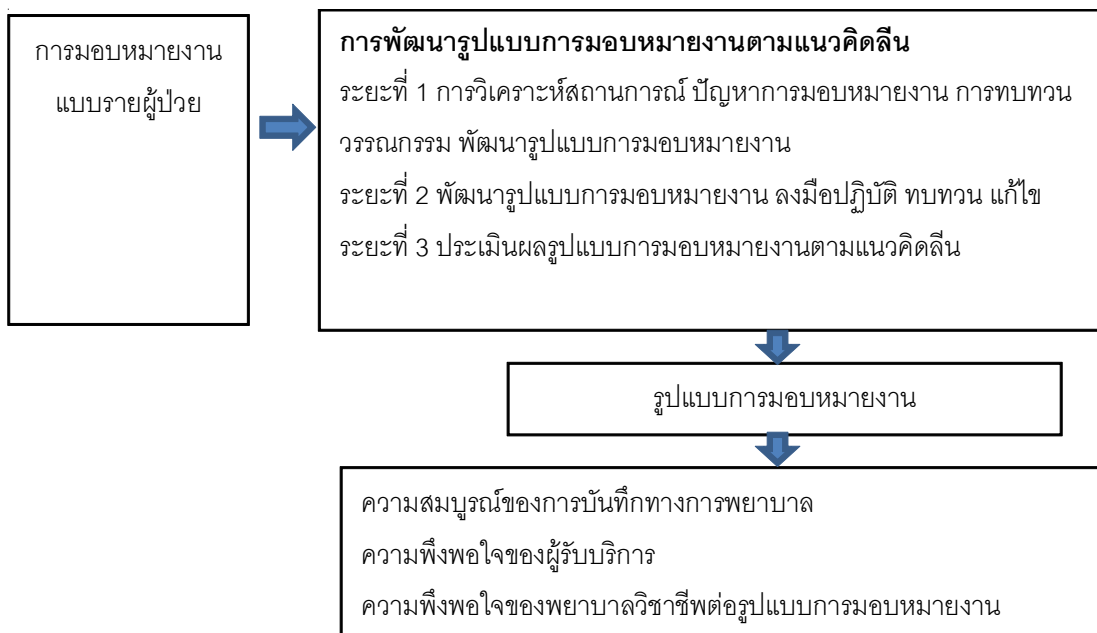 การมอบหมายงาน
แบบรายผู้ป่วย
การพัฒนารูปแบบการมอบหมายงานตามแนวคิดลีน
ระยะที่ 1 การวิเคราะห์สถานการณ์ ปัญหาการมอบหมายงาน การทบทวน
วรรณกรรม พัฒนารูปแบบการมอบหมายงาน
ระยะที่ 2 พัฒนารูปแบบการมอบหมายงาน ลงมือปฏิบัติ ทบทวน แก้ไข
ระยะที่ 3 ประเมินผลรูปแบบการมอบหมายงานตามแนวคิดลีน
รูปแบบการมอบหมายงาน
ความสมบูรณ์ของการบันทึกทางการพยาบาล
ความพึงพอใจของผู้รับบริการ
ความพึงพอใจของพยาบาลวิชาชีพต่อรูปแบบการมอบหมายงาน